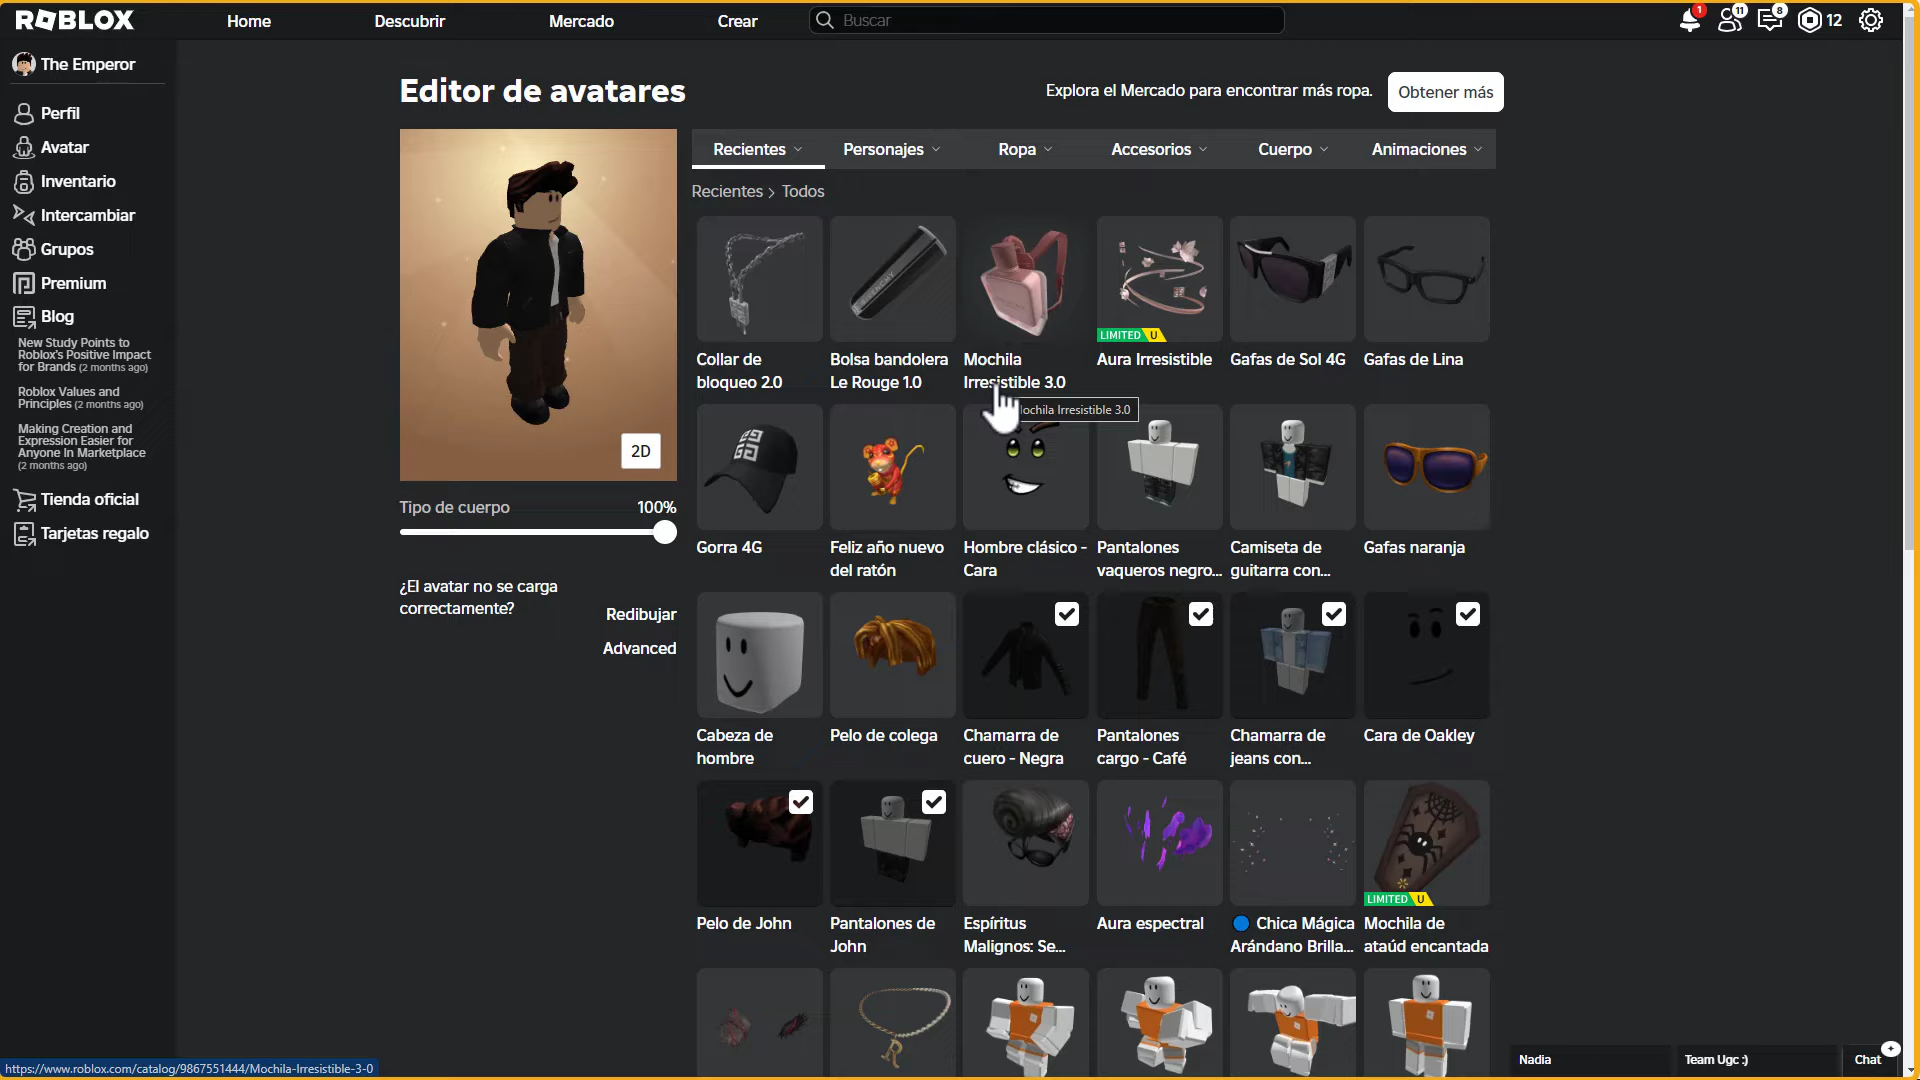 ROBLOX
Home
Descubrir
Mercado
Crear
Buscar
1
11
8
12
The Emperor
Perfil
Avatar
Inventario
Intercambiar
Grupos
Premium
Blog
New Study Points to
Roblox's Positive Impact
for Brands (2 months ago)
Roblox Values and
Principles (2 months ago)
Making Creation and
Expression Easier for
Anyone In Marketplace
(2 months ago)
Tienda oficial
Tarjetas regalo
Editor de avatares
Explora el Mercado para encontrar más ropa.
Obtener más
2D
Tipo de cuerpo
100%
¿El avatar no se carga
correctamente?
Redibujar
Advanced
Recientes
Personajes
Ropa
Accesorios
Cuerpo
Animaciones
Recientes > Todos
GIVENCHY
LIMITED U
Collar de
bloqueo 2.0
Bolsa bandolera
Le Rouge 1.0
Mochila
Irresistible 3.0
Aura Irresistible
Gafas de Sol 4G
Gafas de Lina
ochila Irresistible 3.0
Gorra 4G
Feliz año nuevo
del ratón
Hombre clásico -
Cara
Pantalones
vaqueros negro...
Camiseta de
guitarra con...
Gafas naranja
Cabeza de
hombre
Pelo de colega
Chamarra de
cuero - Negra
Pantalones
cargo - Café
Chamarra de
jeans con...
Cara de Oakley
LIMITED U
Pelo de John
Pantalones de
John
Espíritus
Malignos: Se...
Aura espectral
Chica Mágica
Arándano Brilla...
Mochila de
ataúd encantada
R
https://www.roblox.com/catalog/9867551444/Mochila-Irresistible-3-0
Nadia
Team Ugc :)
Chat